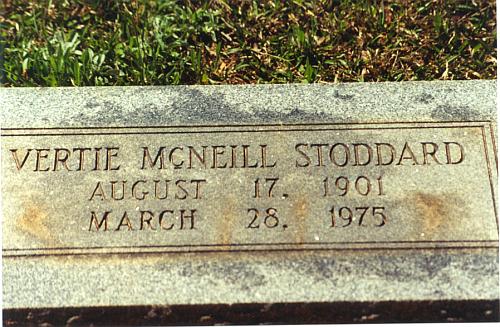 VERTIE MCNEILL STODDARD
AUGUST 17, 1901
MARCH 28, 1975